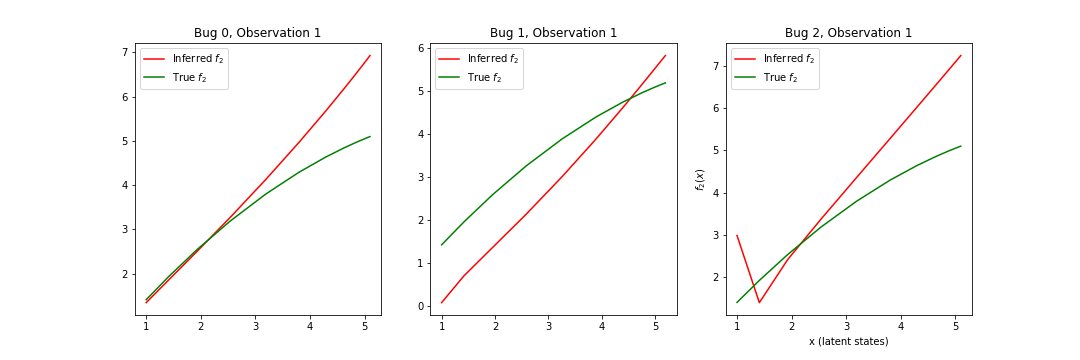 Bug 0, Observation 1
Inferred f₂
True f₂
7
6
5
4
3
2
1 2 3 4 5
Bug 1, Observation 1
Inferred f₂
True f₂
6
5
4
3
2
1
0
1 2 3 4 5
Bug 2, Observation 1
Inferred f₂
True f₂
f₂(x)
7
6
5
4
3
2
1 2 3 4 5
x (latent states)